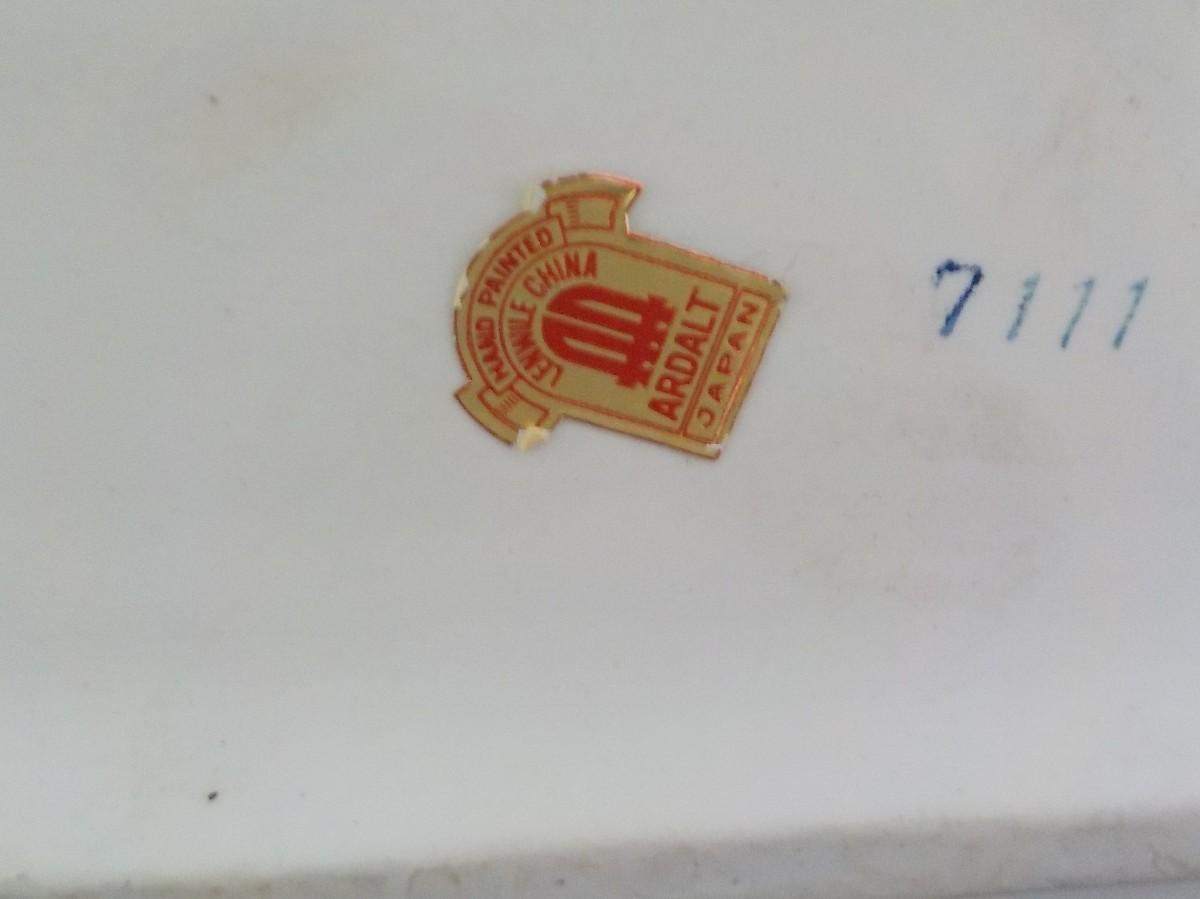 HAND PAINTED
LENWILE CHINA
ARDALT
JAPAN
7111